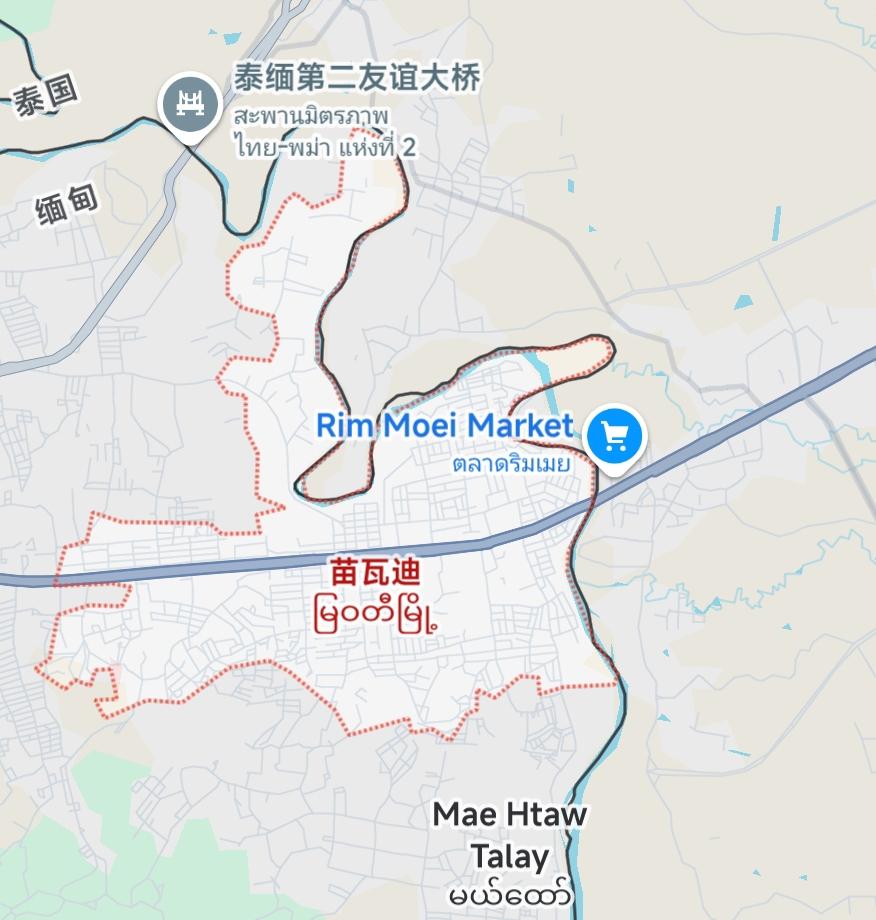 泰缅第二友谊大桥
สะพานมิตรภาพ
ไทย-พม่า แห่งที่ 2
泰国
缅甸
Rim Moei Market
ตลาดริมเมย
苗瓦迪
မြဝတီမြို့
Mae Htaw
Talay
မယ်ထော်